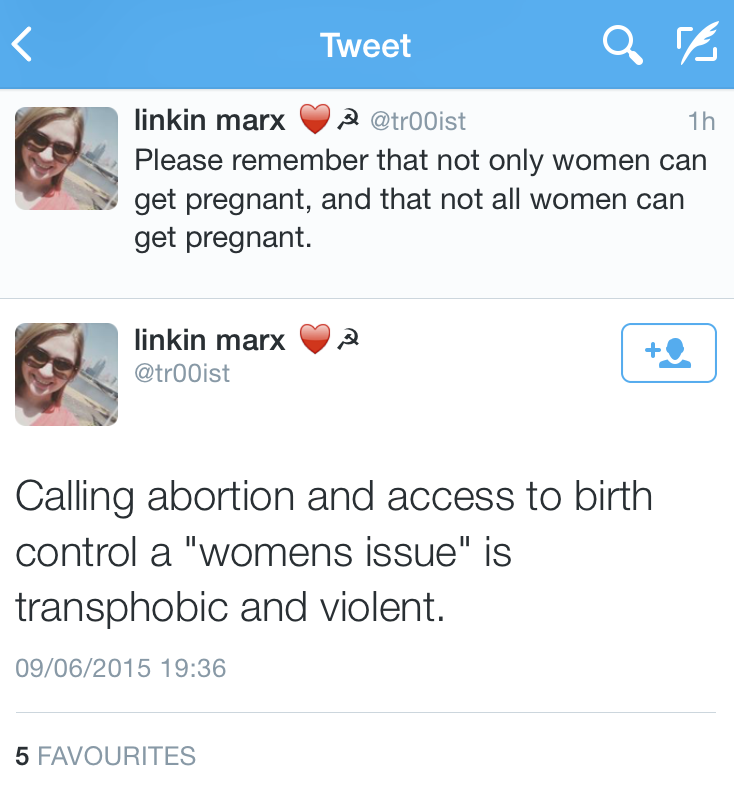 Tweet
linkin marx ❤️☭ @tr00ist 1h
Please remember that not only women can
get pregnant, and that not all women can
get pregnant.
linkin marx ❤️☭
@tr00ist
Calling abortion and access to birth
control a "womens issue" is
transphobic and violent.
09/06/2015 19:36
5 FAVOURITES